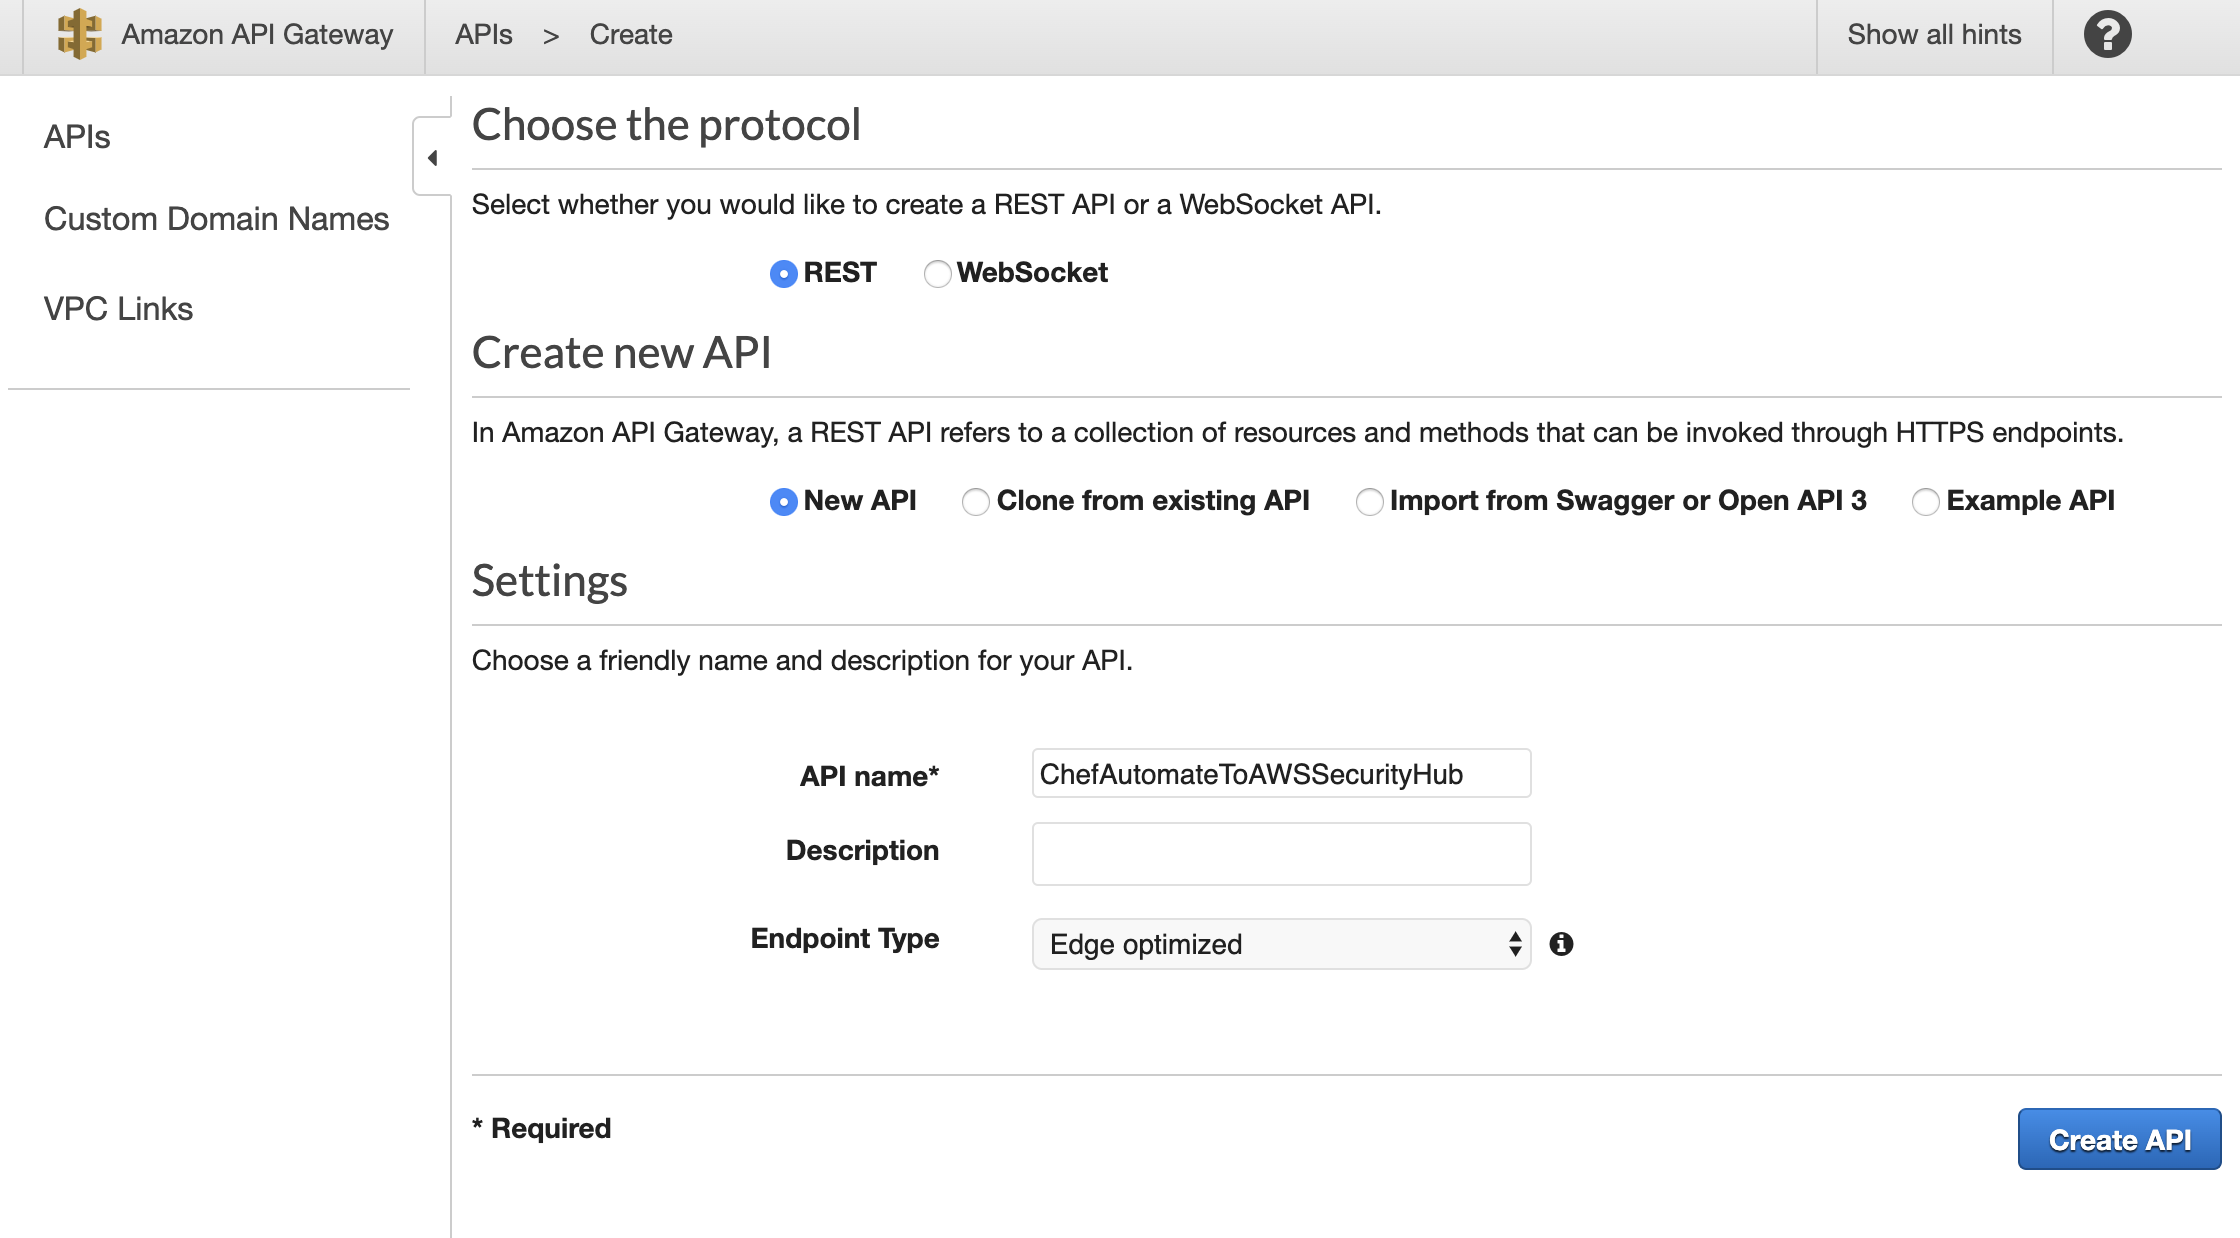 Amazon API Gateway
APIs > Create
Show all hints
?
APIs
Custom Domain Names
VPC Links
Choose the protocol
Select whether you would like to create a REST API or a WebSocket API.
REST WebSocket
Create new API
In Amazon API Gateway, a REST API refers to a collection of resources and methods that can be invoked through HTTPS endpoints.
New API Clone from existing API Import from Swagger or Open API 3 Example API
Settings
Choose a friendly name and description for your API.
API name* ChefAutomateToAWSSecurityHub
Description
Endpoint Type Edge optimized
* Required
Create API